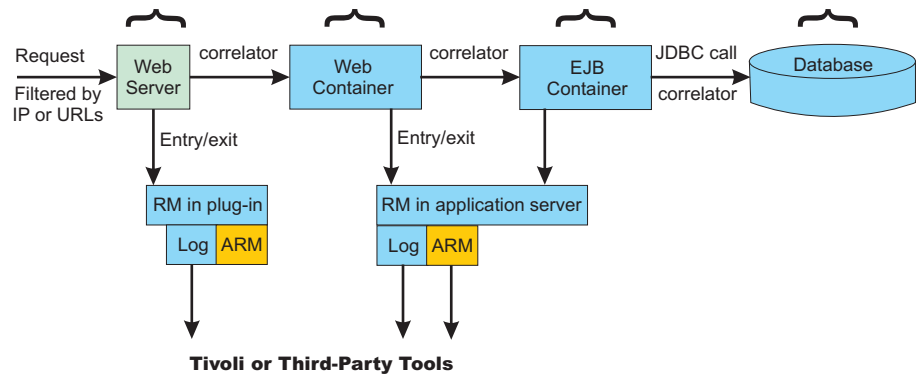 Request
Filtered by
IP or URLs
Web
Server
correlator
Web
Container
correlator
EJB
Container
JDBC call
correlator
Database
Entry/exit
Entry/exit
RM in plug-in
Log
ARM
RM in application server
Log
ARM
Tivoli or Third-Party Tools